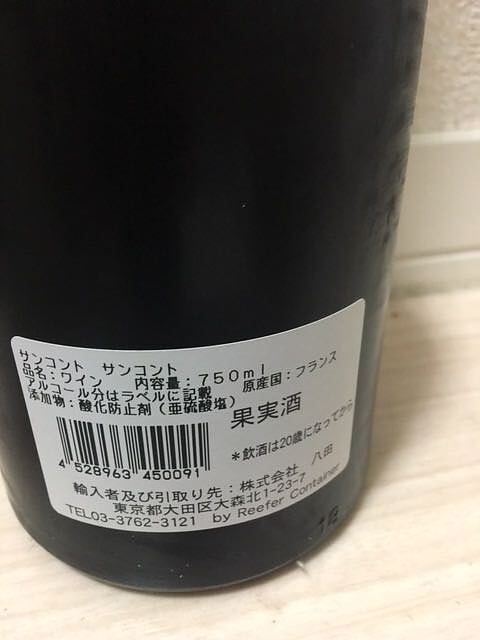 サンコント サンコント
品名:ワイン 内容量:750ml 原産国:フランス
アルコール分はラベルに記載
添加物:酸化防止剤(亜硫酸塩)
果実酒
*飲酒は20歳になってから
4 528963 450091
輸入者及び引取り先:株式会社 八田
東京都大田区大森北1-23-7
TEL03-3762-3121 by Reefer Container